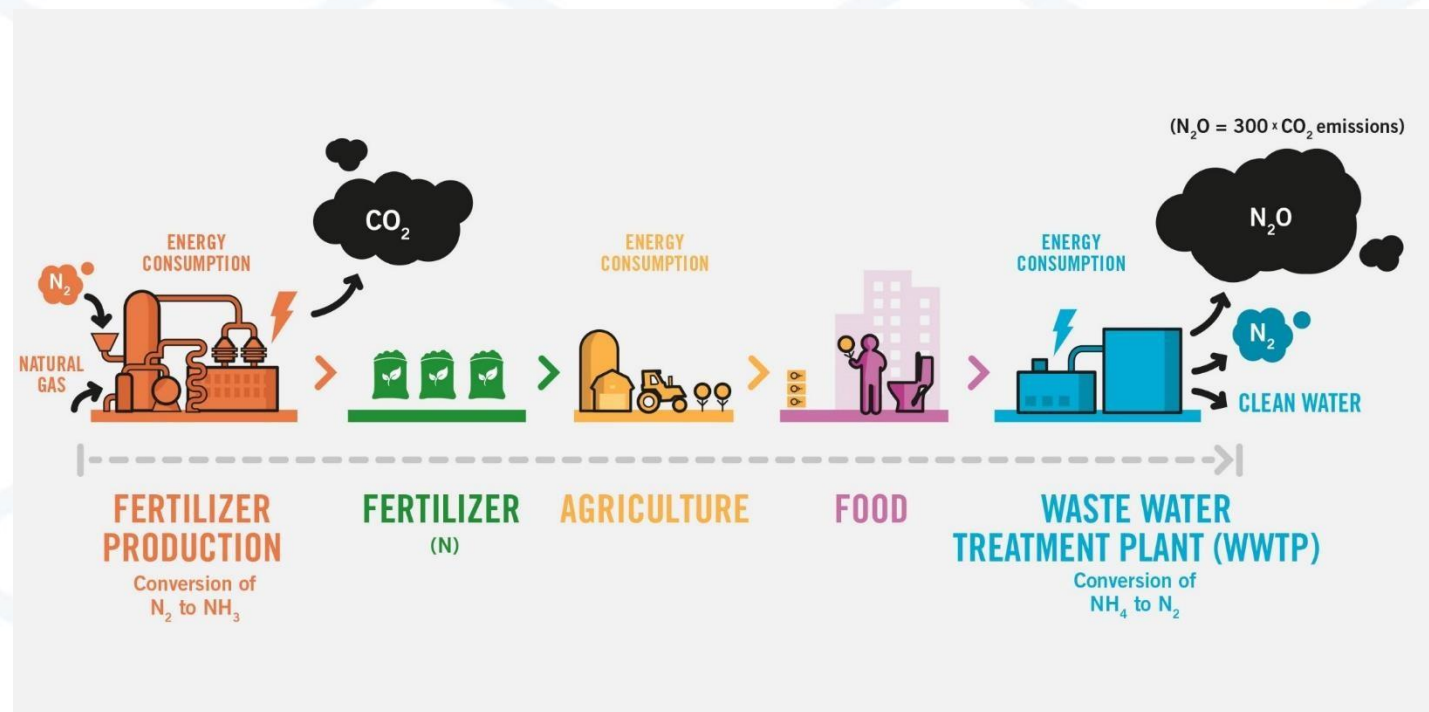 (N₂O = 300 x CO₂ emissions)
CO₂
N₂O
ENERGY
CONSUMPTION
ENERGY
CONSUMPTION
ENERGY
CONSUMPTION
N₂
NATURAL
GAS
N₂
CLEAN WATER
FERTILIZER
PRODUCTION
Conversion of
N₂ to NH₃
FERTILIZER
(N)
AGRICULTURE
FOOD
WASTE WATER
TREATMENT PLANT (WWTP)
Conversion of
NH₄ to N₂